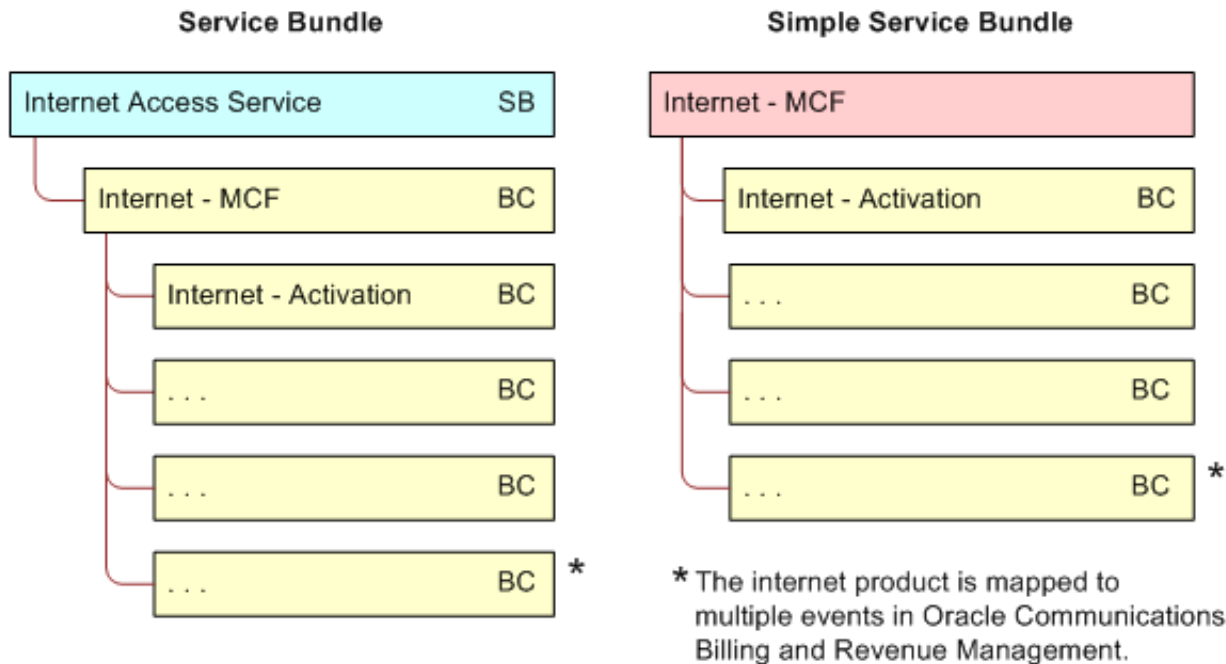 Service Bundle
Internet Access Service SB
Internet - MCF BC
Internet - Activation BC
. . . BC
. . . BC
. . . BC *
Simple Service Bundle
Internet - MCF
Internet - Activation BC
. . . BC
. . . BC
. . . BC *
* The internet product is mapped to
multiple events in Oracle Communications
Billing and Revenue Management.